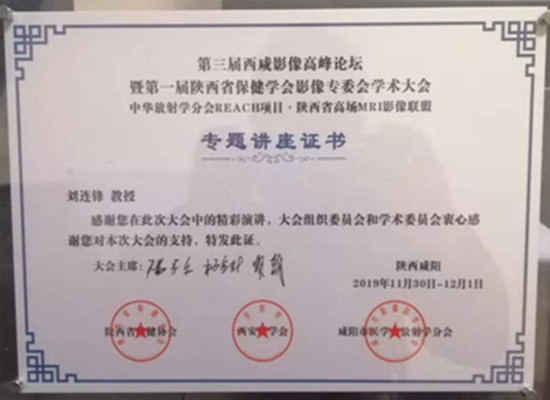 第三届西咸影像高峰论坛
暨第一届陕西省保健学会影像专委会学术大会
中华放射学分会REACH项目·陕西省高场MRI影像联盟
专题讲座证书
刘连锋 教授
感谢您在此次大会中的精彩演讲，大会组织委员会和学术委员会衷心感
谢您对本次大会的支持，特发此证。
大会主席：
陕西咸阳
2019年11月30日-12月1日
陕西省 健协会
西安 学会
咸阳市医学 放射学分会